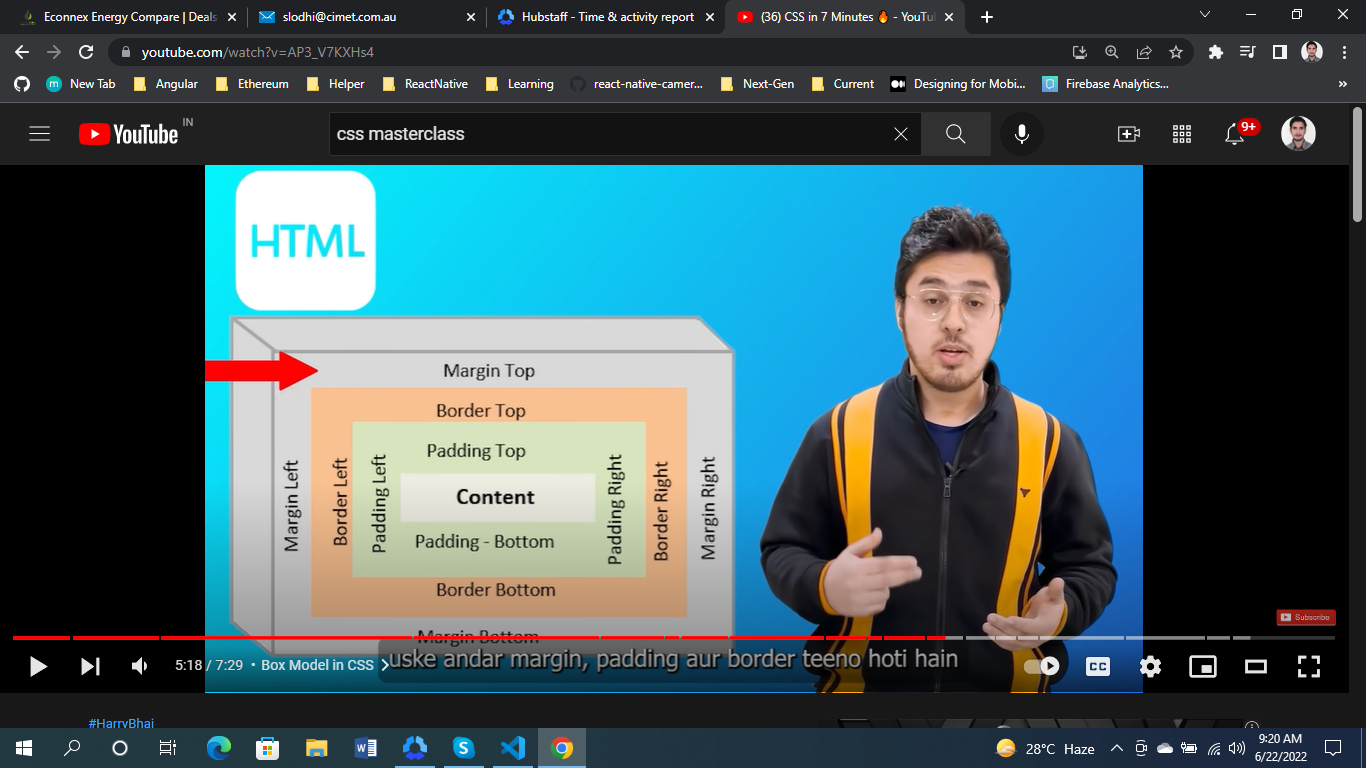 Econnex Energy Compare | Deals
slodhi@cimet.com.au
Hubstaff - Time & activity report
(36) CSS in 7 Minutes 🔥 - YouTu
youtube.com/watch?v=AP3_V7KXHs4
m New Tab
Angular
Ethereum
Helper
ReactNative
Learning
react-native-camer...
Next-Gen
Current
Designing for Mobi...
Firebase Analytics...
»
YouTube IN
css masterclass
9+
HTML
Margin Top
Border Top
Padding Top
Margin Left
Border Left
Padding Left
Content
Padding Right
Border Right
Margin Right
Padding - Bottom
Border Bottom
Margin Bottom
Subscribe
5:18 / 7:29 • Box Model in CSS
uske andar margin, padding aur border teeno hoti hain
CC
#HarryBhai
W
S
28°C Haze
9:20 AM
6/22/2022